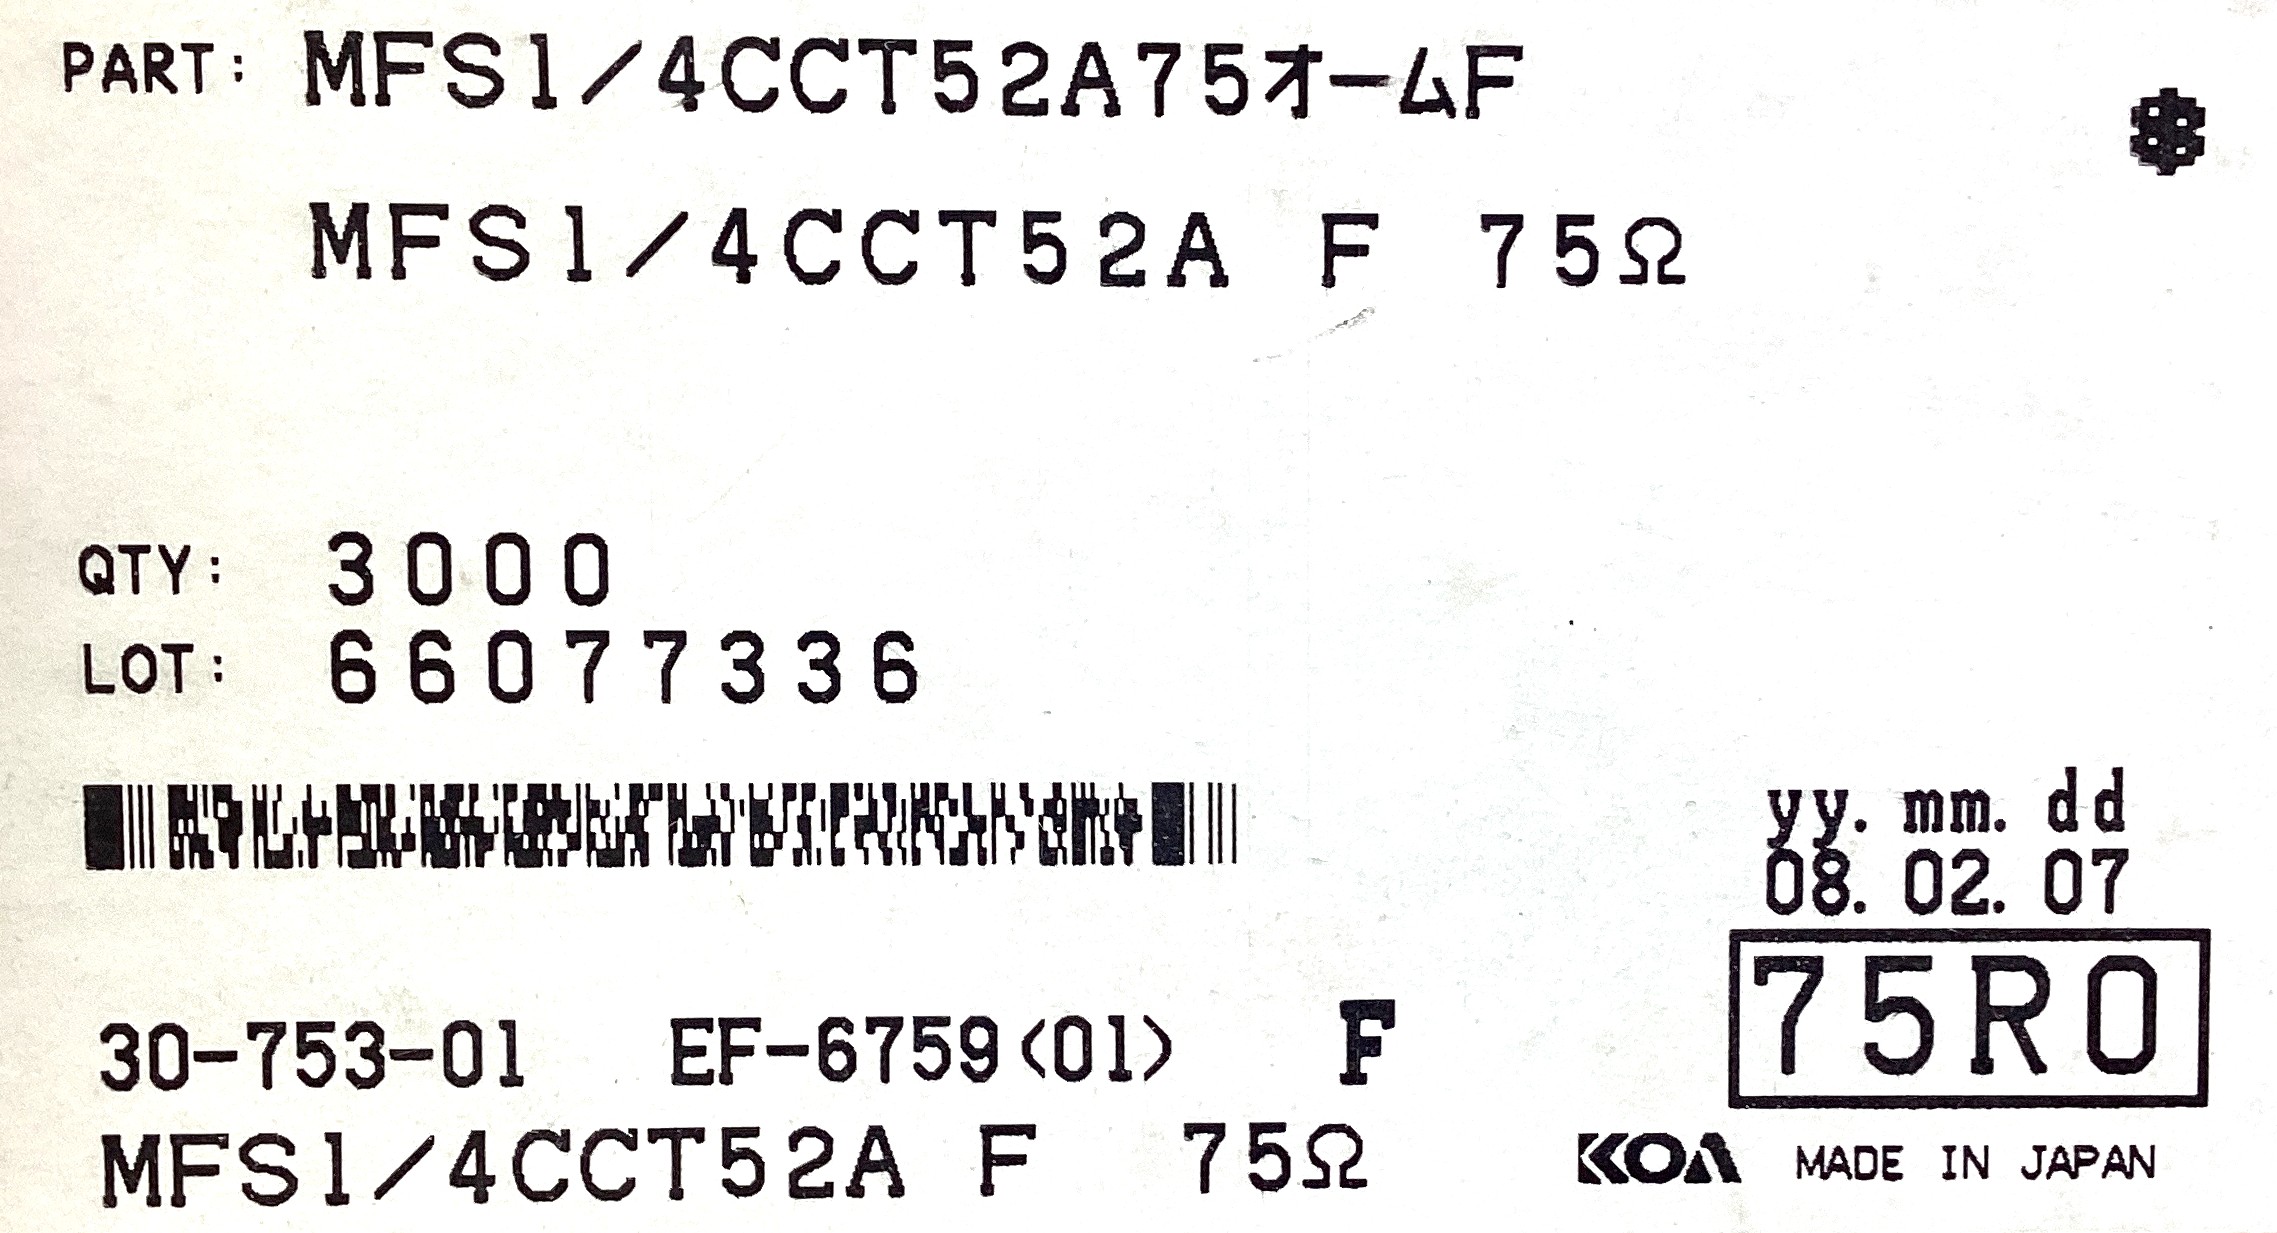 PART: MFS1/4CCT52A75オームF
MFS1/4CCT52A F 75Ω
QTY: 3000
LOT: 66077336
yy. mm. dd
08. 02. 07
75R0
30-753-01 EF-6759<01> F
MFS1/4CCT52A F 75Ω
KOA MADE IN JAPAN